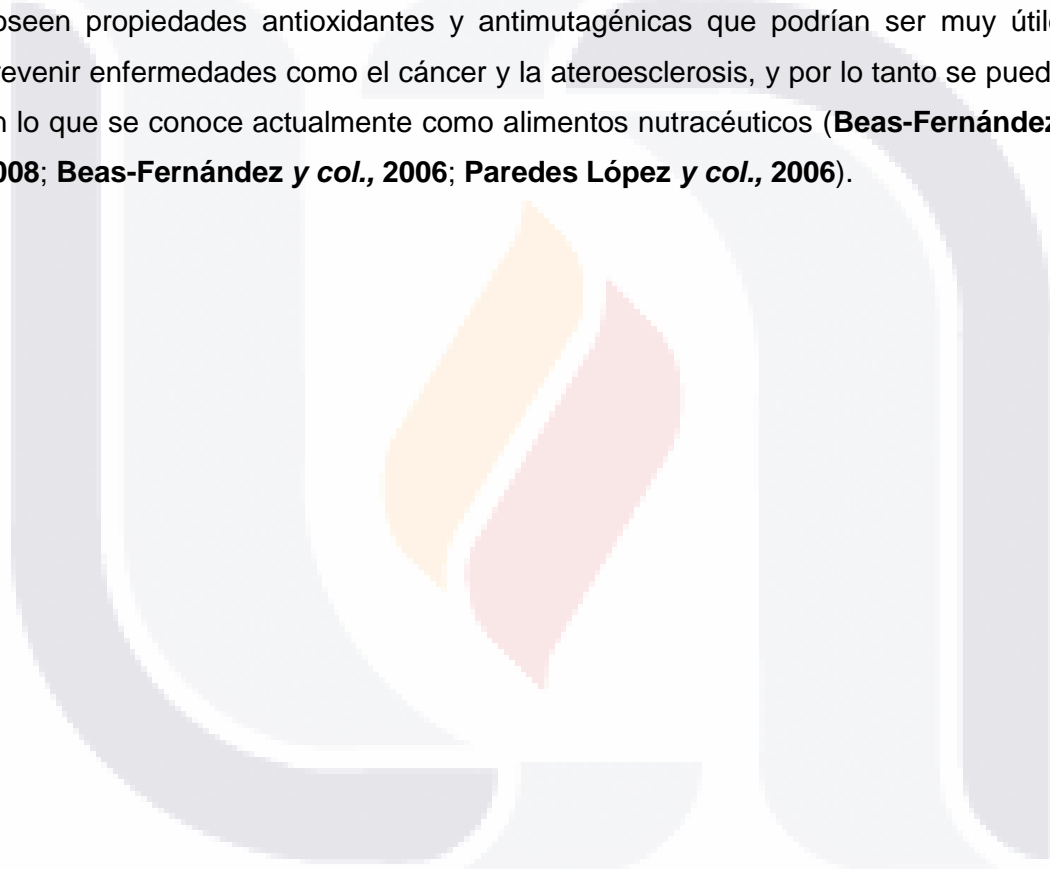 oseen propiedades antioxidantes y antimutagénicas que podrían ser muy útile
revenir enfermedades como el cáncer y la ateroesclerosis, y por lo tanto se pued
n lo que se conoce actualmente como alimentos nutracéuticos (Beas-Fernández
008; Beas-Fernández y col., 2006; Paredes López y col., 2006).